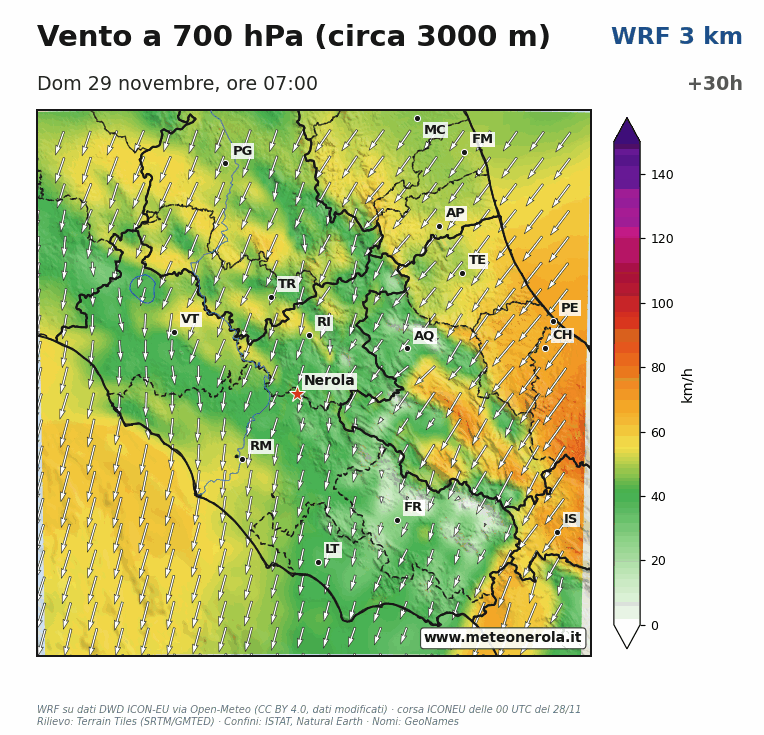 Vento a 700 hPa (circa 3000 m)
WRF 3 km
Dom 29 novembre, ore 07:00
+30h
MC
FM
PG
AP
TE
TR
PE
VT
RI
AQ
CH
Nerola
RM
FR
IS
LT
www.meteonerola.it
140
120
100
80
60
40
20
0
km/h
WRF su dati DWD ICON-EU via Open-Meteo (CC BY 4.0, dati modificati) · corsa ICONEU delle 00 UTC del 28/11
Rilievo: Terrain Tiles (SRTM/GMTED) · Confini: ISTAT, Natural Earth · Nomi: GeoNames